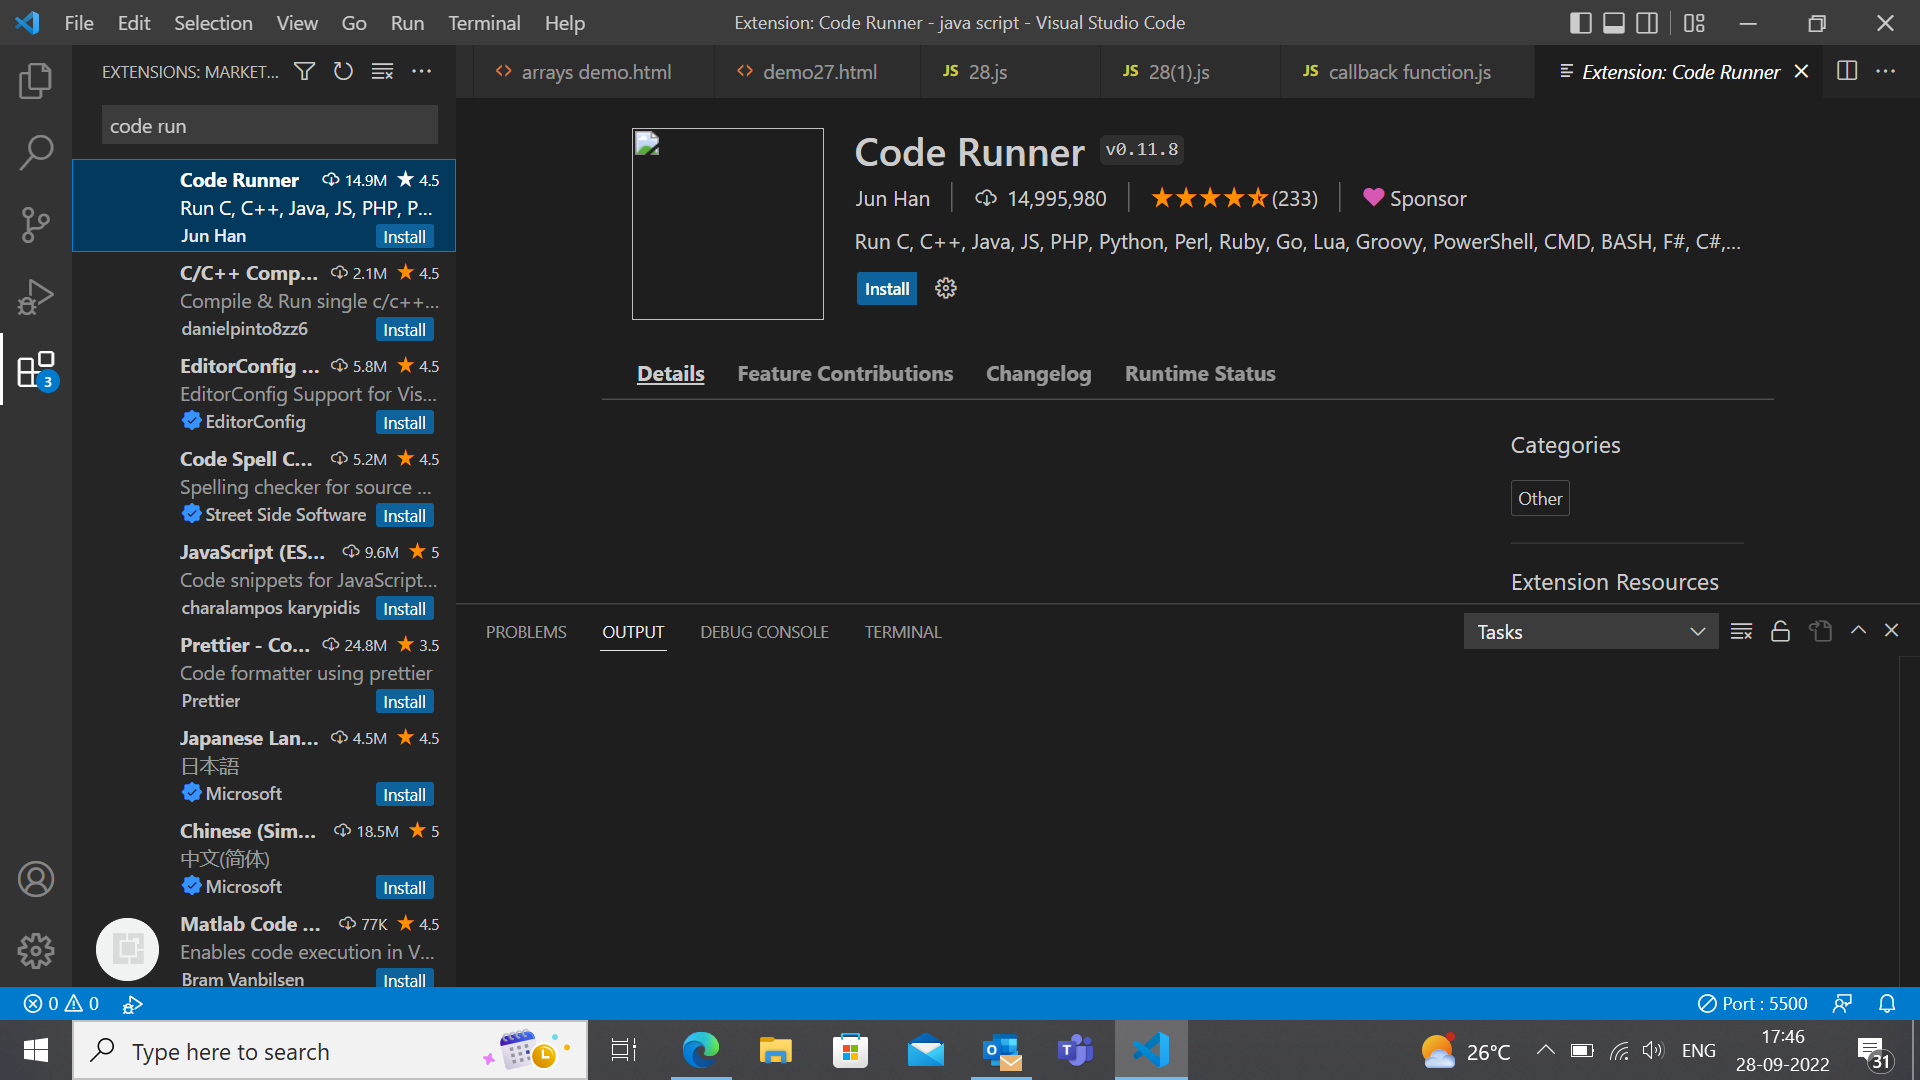 File Edit Selection View Go Run Terminal Help
Extension: Code Runner - java script - Visual Studio Code
EXTENSIONS: MARKET...
code run
arrays demo.html
demo27.html
JS 28.js
JS 28(1).js
JS callback function.js
Extension: Code Runner
Code Runner 14.9M 4.5
Run C, C++, Java, JS, PHP, P...
Jun Han Install
C/C++ Comp... 2.1M 4.5
Compile & Run single c/c++...
danielpinto8zz6 Install
EditorConfig ... 5.8M 4.5
EditorConfig Support for Vis...
EditorConfig Install
Code Spell C... 5.2M 4.5
Spelling checker for source ...
Street Side Software Install
JavaScript (ES... 9.6M 5
Code snippets for JavaScript...
charalampos karypidis Install
Prettier - Co... 24.8M 3.5
Code formatter using prettier
Prettier Install
Japanese Lan... 4.5M 4.5
日本語
Microsoft Install
Chinese (Sim... 18.5M 5
中文(简体)
Microsoft Install
Matlab Code ... 77K 4.5
Enables code execution in V...
Bram Vanbilsen Install
3
Code Runner v0.11.8
Jun Han 14,995,980 (233) Sponsor
Run C, C++, Java, JS, PHP, Python, Perl, Ruby, Go, Lua, Groovy, PowerShell, CMD, BASH, F#, C#,...
Install
Details Feature Contributions Changelog Runtime Status
Categories
Other
Extension Resources
PROBLEMS OUTPUT DEBUG CONSOLE TERMINAL
Tasks
0 0
Port : 5500
Type here to search
26°C
ENG
17:46
28-09-2022
31